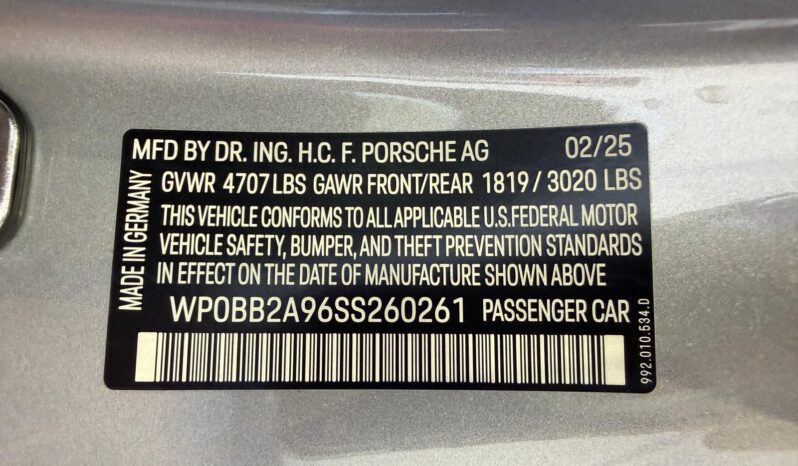 MFD BY DR. ING. H.C. F. PORSCHE AG 02/25
GVWR 4707 LBS GAWR FRONT/REAR 1819 / 3020 LBS
THIS VEHICLE CONFORMS TO ALL APPLICABLE U.S.FEDERAL MOTOR
VEHICLE SAFETY, BUMPER, AND THEFT PREVENTION STANDARDS
IN EFFECT ON THE DATE OF MANUFACTURE SHOWN ABOVE
WP0BB2A96SS260261 PASSENGER CAR
MADE IN GERMANY
992.010.534.D